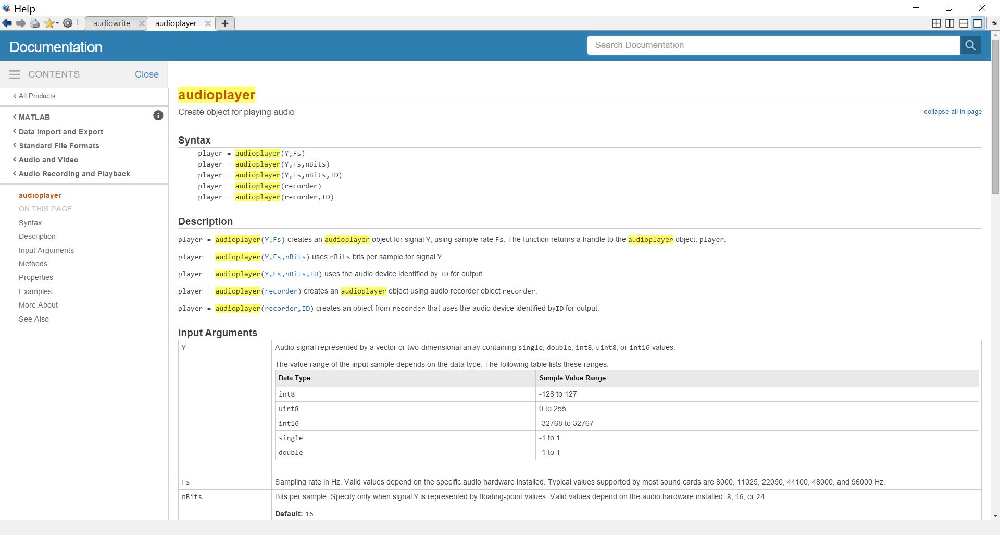 Help
audiowrite
audioplayer
Documentation
Search Documentation
CONTENTS
Close
< All Products
< MATLAB
< Data Import and Export
< Standard File Formats
< Audio and Video
< Audio Recording and Playback
audioplayer
ON THIS PAGE
Syntax
Description
Input Arguments
Methods
Properties
Examples
More About
See Also
audioplayer
Create object for playing audio
collapse all in page
Syntax
player = audioplayer(Y,Fs)
player = audioplayer(Y,Fs,nBits)
player = audioplayer(Y,Fs,nBits,ID)
player = audioplayer(recorder)
player = audioplayer(recorder,ID)
Description
player = audioplayer(Y,Fs) creates an audioplayer object for signal Y, using sample rate Fs. The function returns a handle to the audioplayer object, player.
player = audioplayer(Y,Fs,nBits) uses nBits bits per sample for signal Y.
player = audioplayer(Y,Fs,nBits,ID) uses the audio device identified by ID for output.
player = audioplayer(recorder) creates an audioplayer object using audio recorder object recorder.
player = audioplayer(recorder,ID) creates an object from recorder that uses the audio device identified byID for output.
Input Arguments
Y
Audio signal represented by a vector or two-dimensional array containing single, double, int8, uint8, or int16 values.
The value range of the input sample depends on the data type. The following table lists these ranges.
Data Type Sample Value Range
int8 -128 to 127
uint8 0 to 255
int16 -32768 to 32767
single -1 to 1
double -1 to 1
Fs Sampling rate in Hz. Valid values depend on the specific audio hardware installed. Typical values supported by most sound cards are 8000, 11025, 22050, 44100, 48000, and 96000 Hz.
nBits Bits per sample. Specify only when signal Y is represented by floating-point values. Valid values depend on the audio hardware installed: 8, 16, or 24.
Default: 16